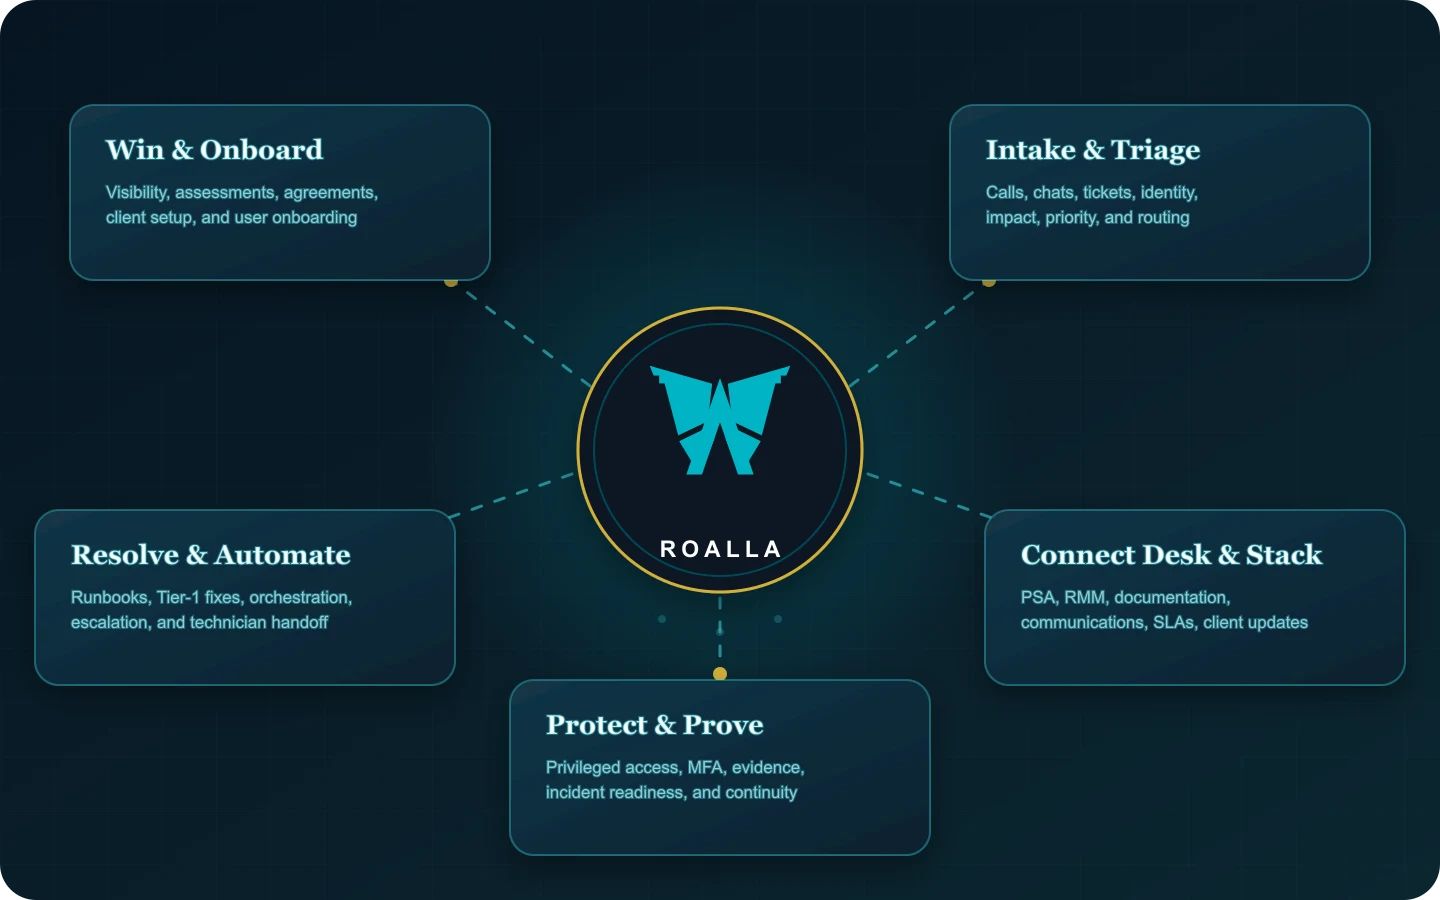 Win & Onboard
Visibility, assessments, agreements,
client setup, and user onboarding
Intake & Triage
Calls, chats, tickets, identity,
impact, priority, and routing
ROALLA
Resolve & Automate
Runbooks, Tier-1 fixes, orchestration,
escalation, and technician handoff
Connect Desk & Stack
PSA, RMM, documentation,
communications, SLAs, client updates
Protect & Prove
Privileged access, MFA, evidence,
incident readiness, and continuity